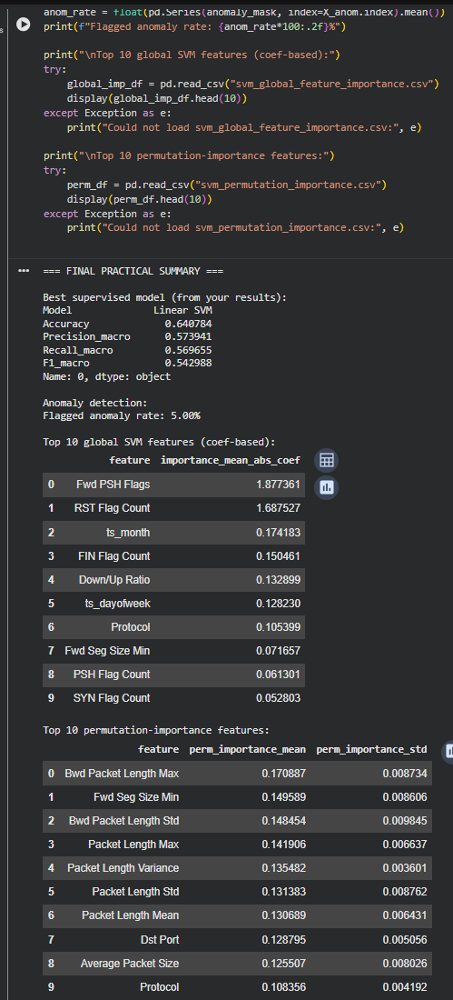 anom_rate = float(pd.Series(anomaly_mask, index=X_anom.index).mean())
print(f"Flagged anomaly rate: {anom_rate*100:.2f}%")
print("\nTop 10 global SVM features (coef-based):")
try:
    global_imp_df = pd.read_csv("svm_global_feature_importance.csv")
    display(global_imp_df.head(10))
except Exception as e:
    print("Could not load svm_global_feature_importance.csv:", e)
print("\nTop 10 permutation-importance features:")
try:
    perm_df = pd.read_csv("svm_permutation_importance.csv")
    display(perm_df.head(10))
except Exception as e:
    print("Could not load svm_permutation_importance.csv:", e)
=== FINAL PRACTICAL SUMMARY ===
Best supervised model (from your results):
Model Linear SVM
Accuracy 0.640784
Precision_macro 0.573941
Recall_macro 0.569655
F1_macro 0.542988
Name: 0, dtype: object
Anomaly detection:
Flagged anomaly rate: 5.00%
Top 10 global SVM features (coef-based):
feature importance_mean_abs_coef
0 Fwd PSH Flags 1.877361
1 RST Flag Count 1.687527
2 ts_month 0.174183
3 FIN Flag Count 0.150461
4 Down/Up Ratio 0.132899
5 ts_dayofweek 0.128230
6 Protocol 0.105399
7 Fwd Seg Size Min 0.071657
8 PSH Flag Count 0.061301
9 SYN Flag Count 0.052803
Top 10 permutation-importance features:
feature perm_importance_mean perm_importance_std
0 Bwd Packet Length Max 0.170887 0.008734
1 Fwd Seg Size Min 0.149589 0.008606
2 Bwd Packet Length Std 0.148454 0.009845
3 Packet Length Max 0.141906 0.006637
4 Packet Length Variance 0.135482 0.003601
5 Packet Length Std 0.131383 0.008762
6 Packet Length Mean 0.130689 0.006431
7 Dst Port 0.128795 0.005056
8 Average Packet Size 0.125507 0.008026
9 Protocol 0.108356 0.004192